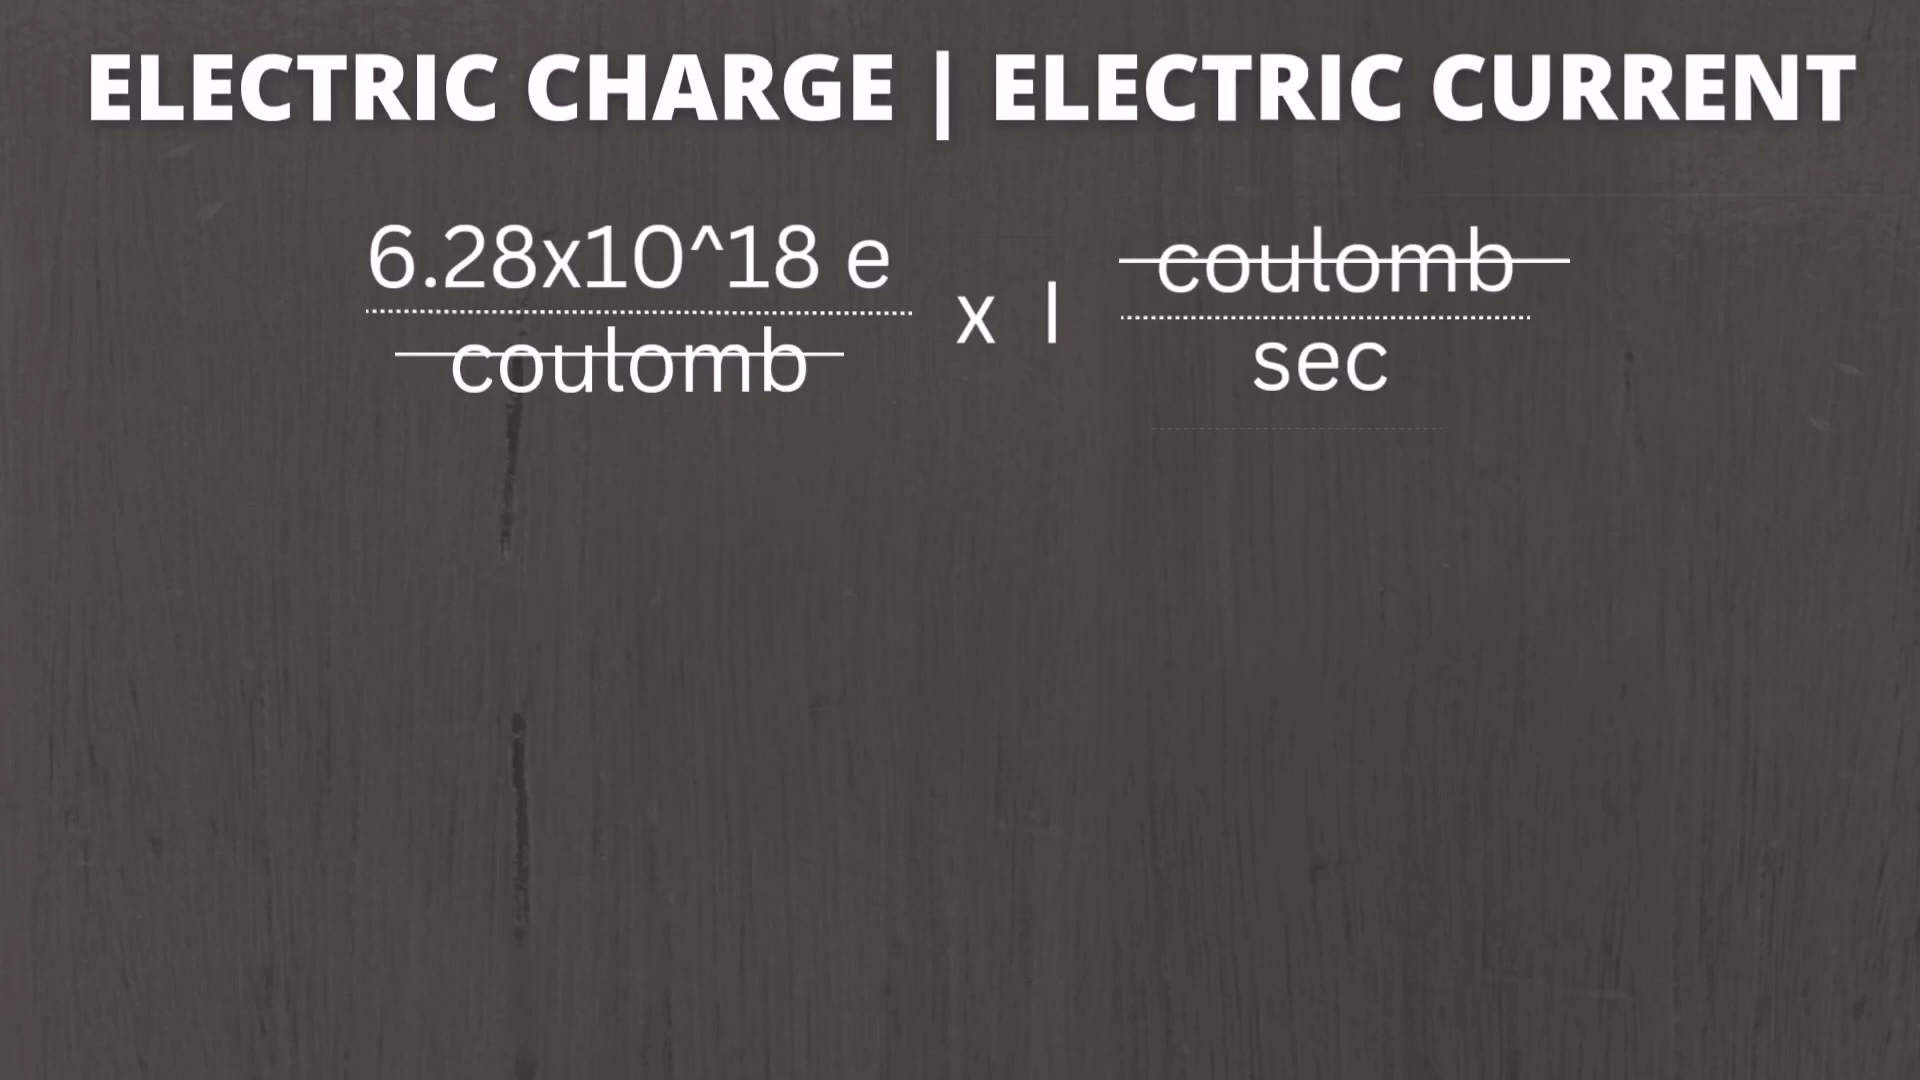 ELECTRIC CHARGE | ELECTRIC CURRENT
6.28x10^18 e
coulomb
x I
coulomb
sec